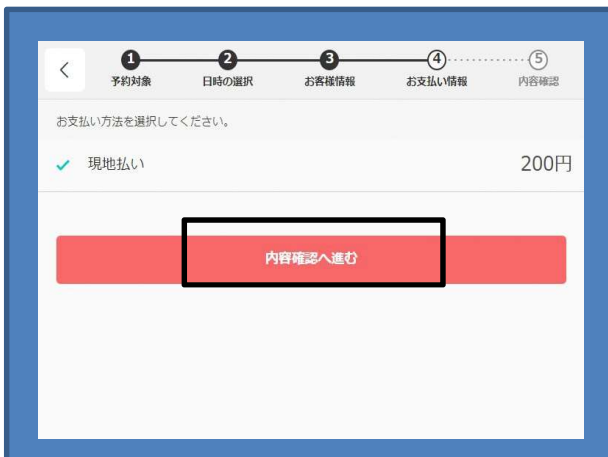 1 2 3 4 5
予約対象 日時の選択 お客様情報 お支払い情報 内容確認
お支払い方法を選択してください。
現地払い 200円
内容確認へ進む